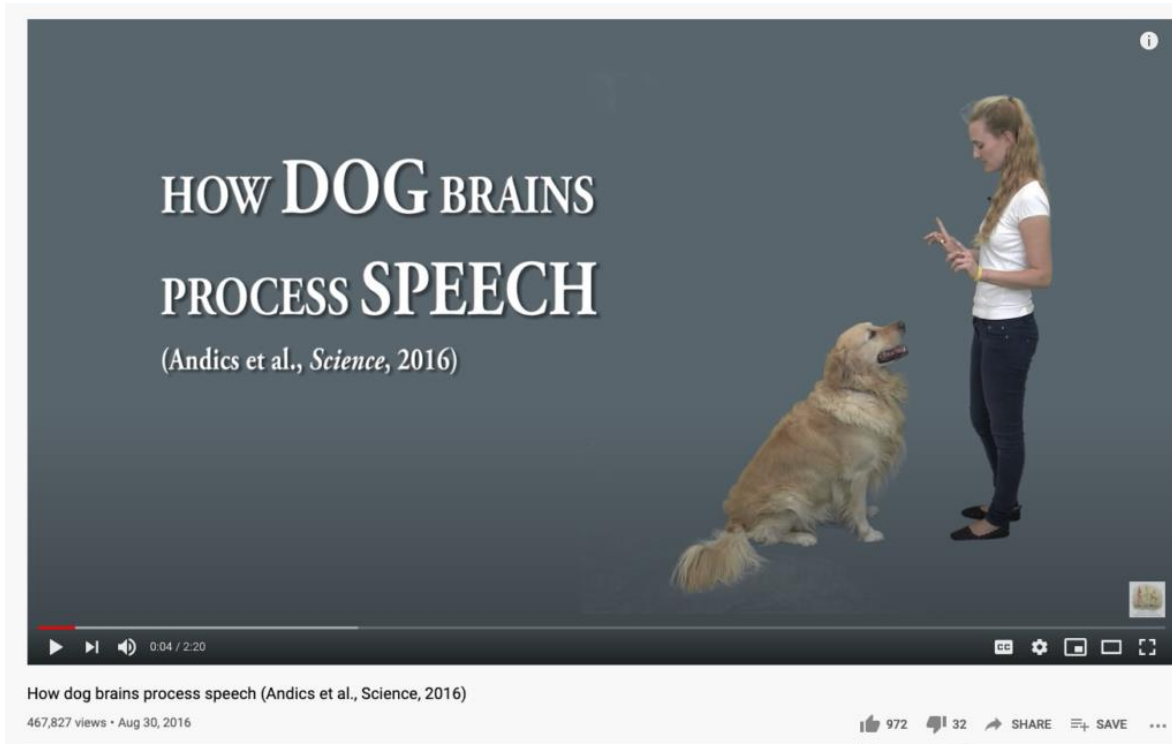 HOW DOG BRAINS
PROCESS SPEECH
(Andics et al., Science, 2016)
0:04 / 2:20
CC
How dog brains process speech (Andics et al., Science, 2016)
467,827 views • Aug 30, 2016
972
32
SHARE
SAVE